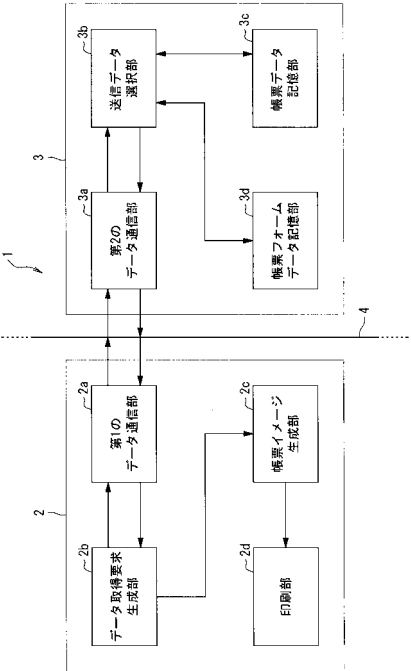 1
2
2b
データ取得要求
生成部
2a
第1の
データ通信部
2d
印刷部
2c
帳票イメージ
生成部
4
3
3a
第2の
データ通信部
3b
送信データ
選択部
3d
帳票フォーム
データ記憶部
3c
帳票データ
記憶部